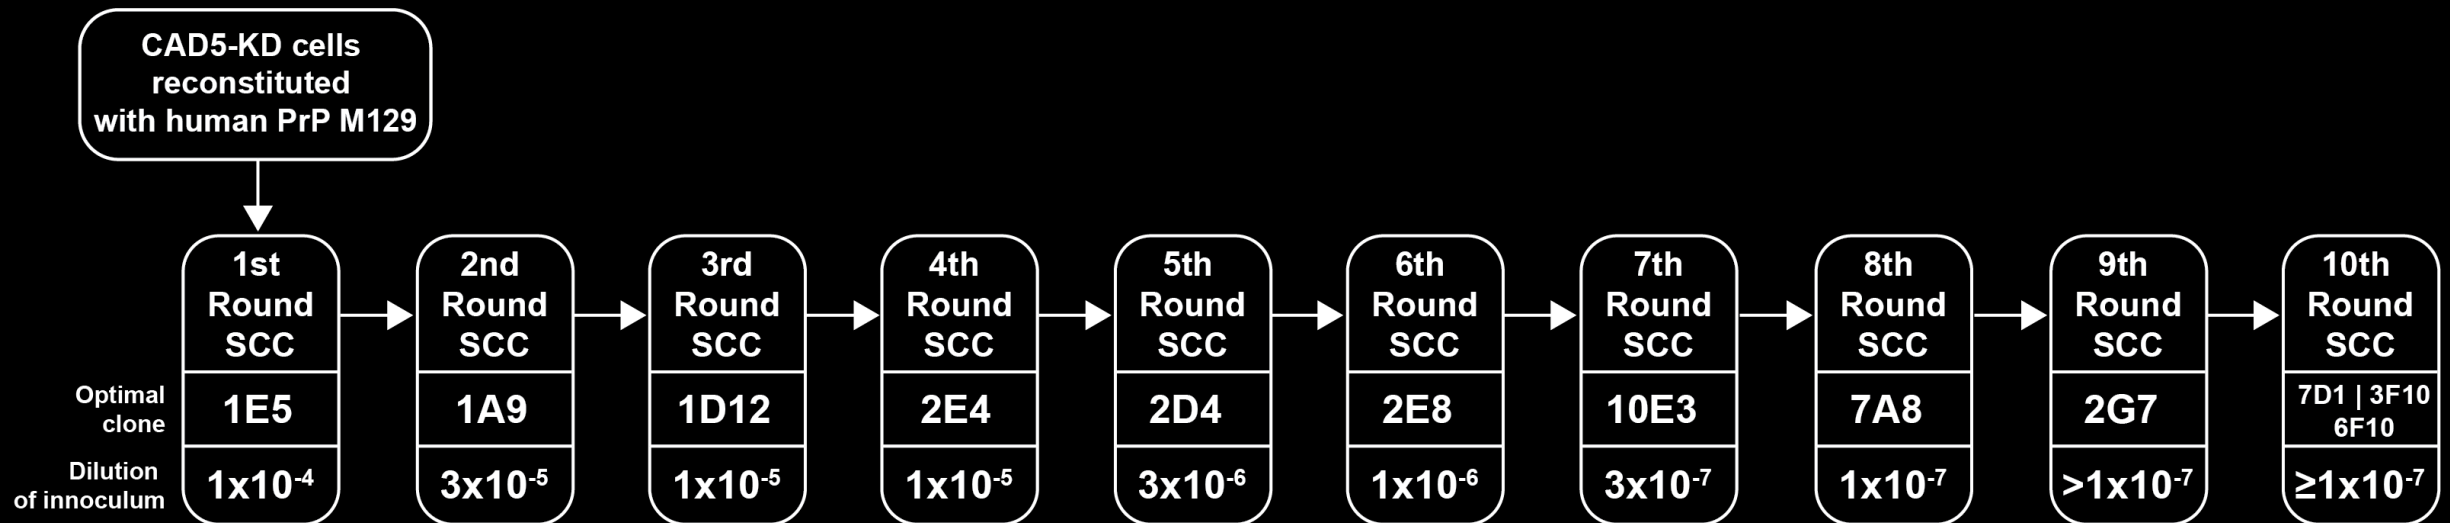 CAD5-KD cells
reconstituted
with human PrP M129
1st
Round
SCC
2nd
Round
SCC
3rd
Round
SCC
4th
Round
SCC
5th
Round
SCC
6th
Round
SCC
7th
Round
SCC
8th
Round
SCC
9th
Round
SCC
10th
Round
SCC
Optimal
clone
1E5
1A9
1D12
2E4
2D4
2E8
10E3
7A8
2G7
7D1 | 3F10
6F10
Dilution
of innoculum
1x10⁻⁴
3x10⁻⁵
1x10⁻⁵
1x10⁻⁵
3x10⁻⁶
1x10⁻⁶
3x10⁻⁷
1x10⁻⁷
>1x10⁻⁷
≥1x10⁻⁷